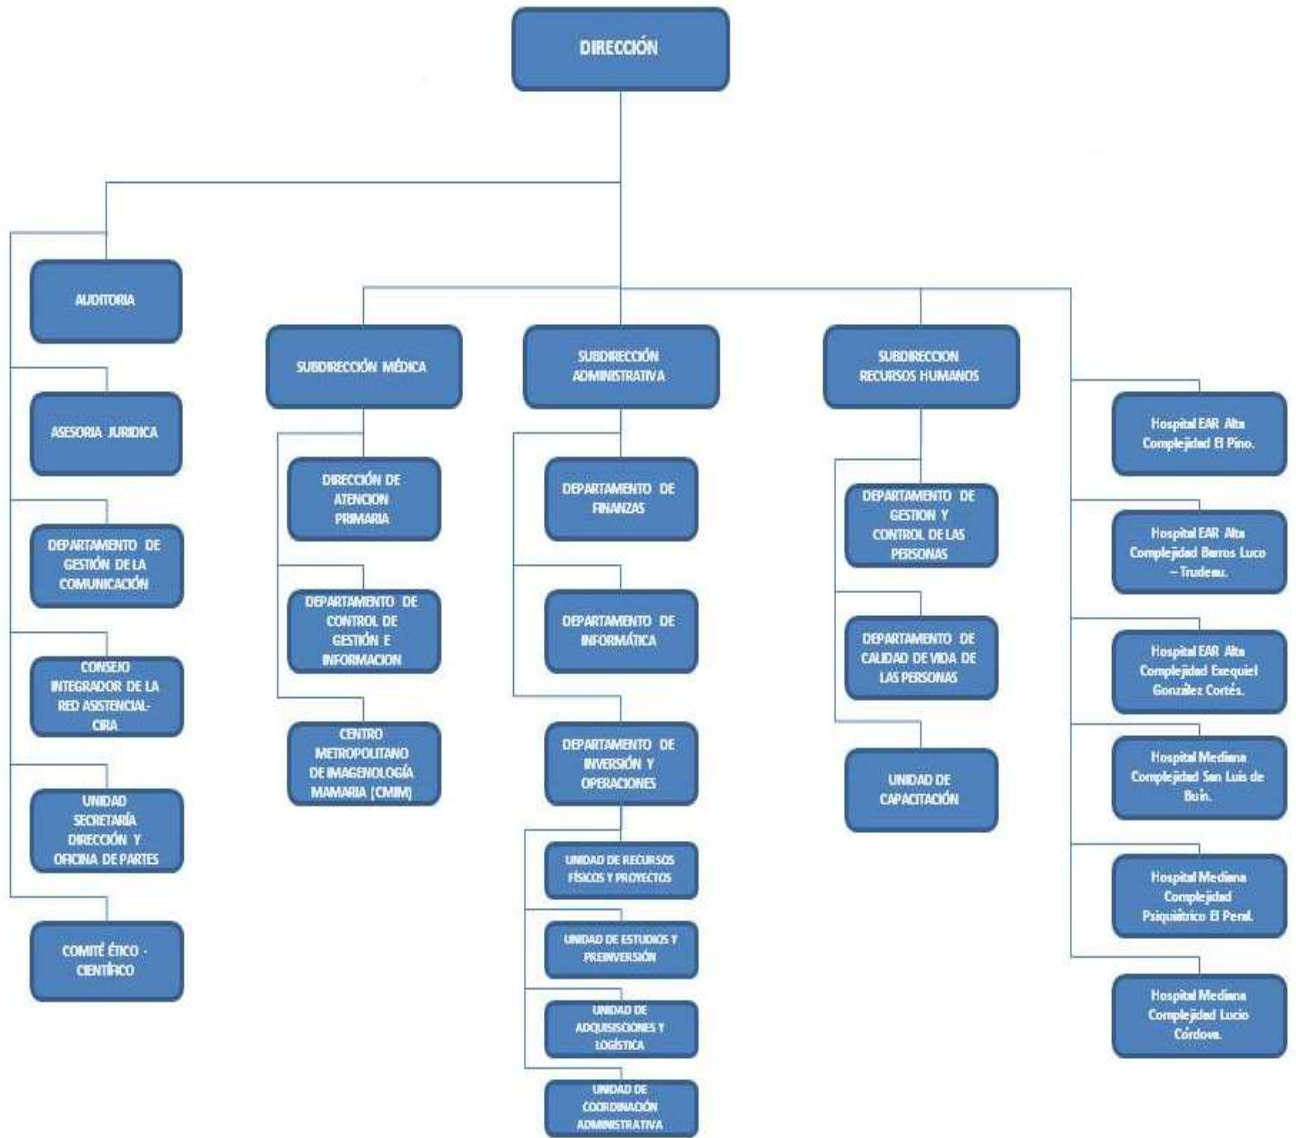 DIRECCIÓN
AUDITORIA
ASESORIA JURIDICA
DEPARTAMENTO DE
GESTIÓN DE LA
COMUNICACIÓN
CONSEJO
INTEGRADOR DE LA
RED ASISTENCIAL-
CIRA
UNIDAD
SECRETARÍA
DIRECCIÓN Y
OFICINA DE PARTES
COMITÉ ÉTICO -
CIENTÍFICO
SUBDIRECCIÓN MÉDICA
DIRECCIÓN DE
ATENCION
PRIMARIA
DEPARTAMENTO DE
CONTROL DE
GESTIÓN E
INFORMACION
CENTRO
METROPOLITANO
DE IMAGENOLOGÍA
MAMARIA (CMIM)
SUBDIRECCIÓN
ADMINISTRATIVA
DEPARTAMENTO DE
FINANZAS
DEPARTAMENTO DE
INFORMÁTICA
DEPARTAMENTO DE
INVERSIÓN Y
OPERACIONES
UNIDAD DE RECURSOS
FÍSICOS Y PROYECTOS
UNIDAD DE ESTUDIOS Y
PREINVERSIÓN
UNIDAD DE
ADQUISISCIONES Y
LOGÍSTICA
UNIDAD DE
COORDINACIÓN
ADMINISTRATIVA
SUBDIRECCION
RECURSOS HUMANOS
DEPARTAMENTO DE
GESTION Y
CONTROL DE LAS
PERSONAS
DEPARTAMENTO DE
CALIDAD DE VIDA DE
LAS PERSONAS
UNIDAD DE
CAPACITACIÓN
Hospital EAR Alta
Complejidad El Pino.
Hospital EAR Alta
Complejidad Barros Luco
– Trudeau.
Hospital EAR Alta
Complejidad Exequiel
González Cortés.
Hospital Mediana
Complejidad San Luis de
Buín.
Hospital Mediana
Complejidad
Psiquiátrico El Peral.
Hospital Mediana
Complejidad Lucio
Córdova.